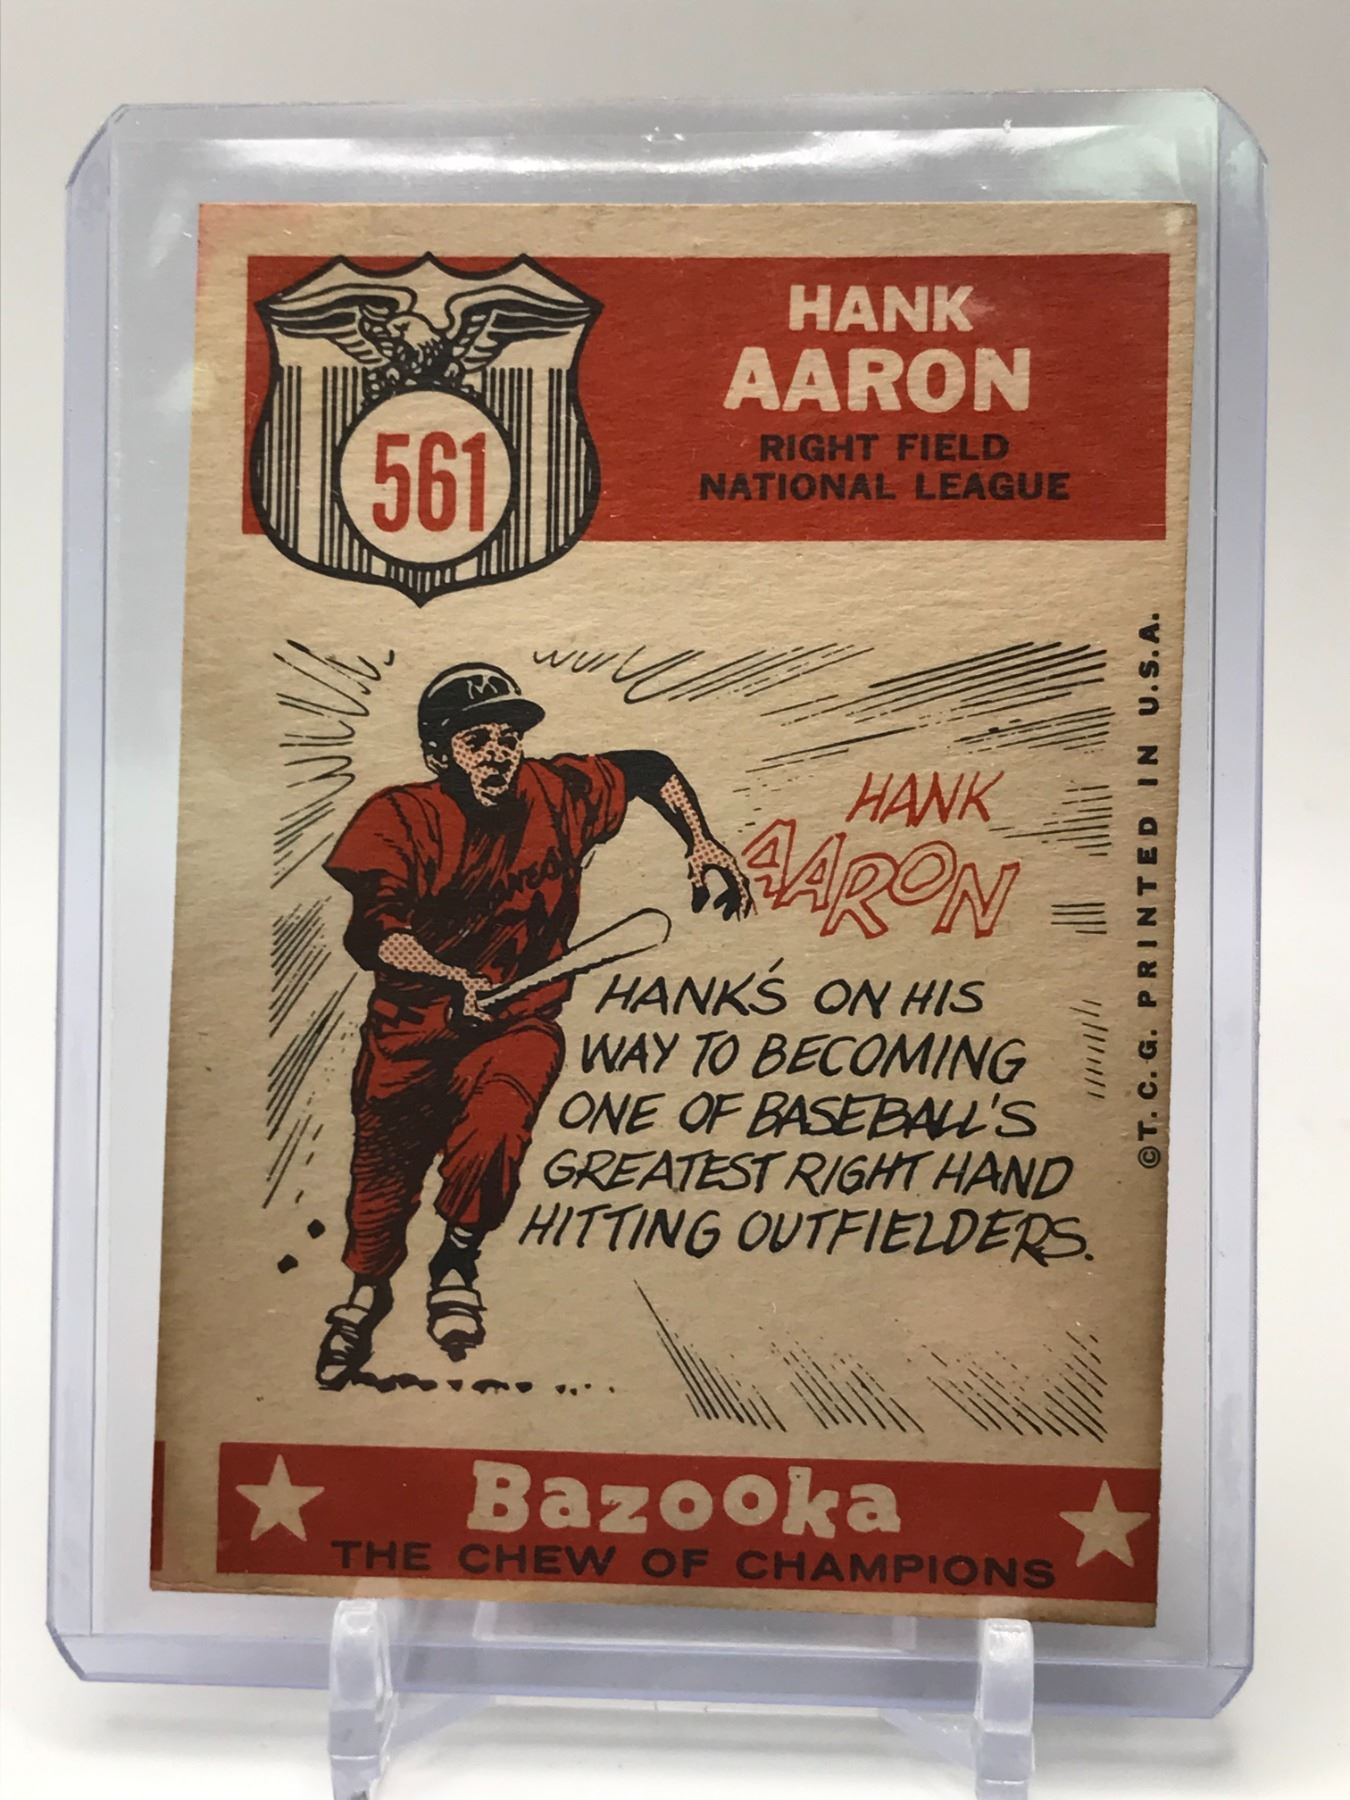 561
HANK
AARON
RIGHT FIELD
NATIONAL LEAGUE
M
HANK
AARON
HANK'S ON HIS
WAY TO BECOMING
ONE OF BASEBALL'S
GREATEST RIGHT HAND
HITTING OUTFIELDERS.
©T. C. G. PRINTED IN U.S.A.
Bazooka
THE CHEW OF CHAMPIONS